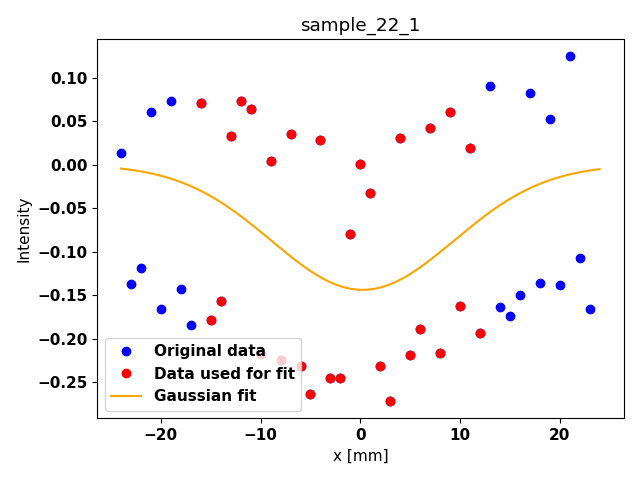 sample_22_1
Intensity
0.10
0.05
0.00
−0.05
−0.10
−0.15
−0.20
−0.25
Original data
Data used for fit
Gaussian fit
−20
−10
0
10
20
x [mm]